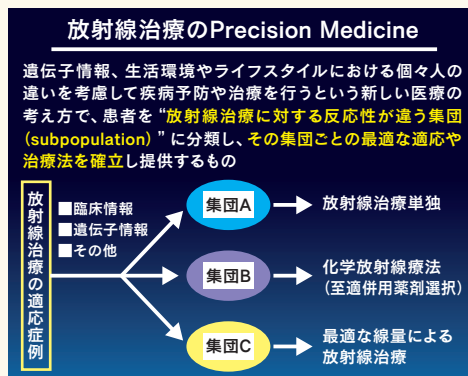 放射線治療のPrecision Medicine
遺伝子情報、生活環境やライフスタイルにおける個々人の
違いを考慮して疾病予防や治療を行うという新しい医療の
考え方で、患者を“放射線治療に対する反応性が違う集団
(subpopulation)”に分類し、その集団ごとの最適な適応や
治療法を確立し提供するもの
放射線治療の適応症例
■臨床情報
■遺伝子情報
■その他
集団A
放射線治療単独
集団B
化学放射線療法
(至適併用薬剤選択)
集団C
最適な線量による
放射線治療